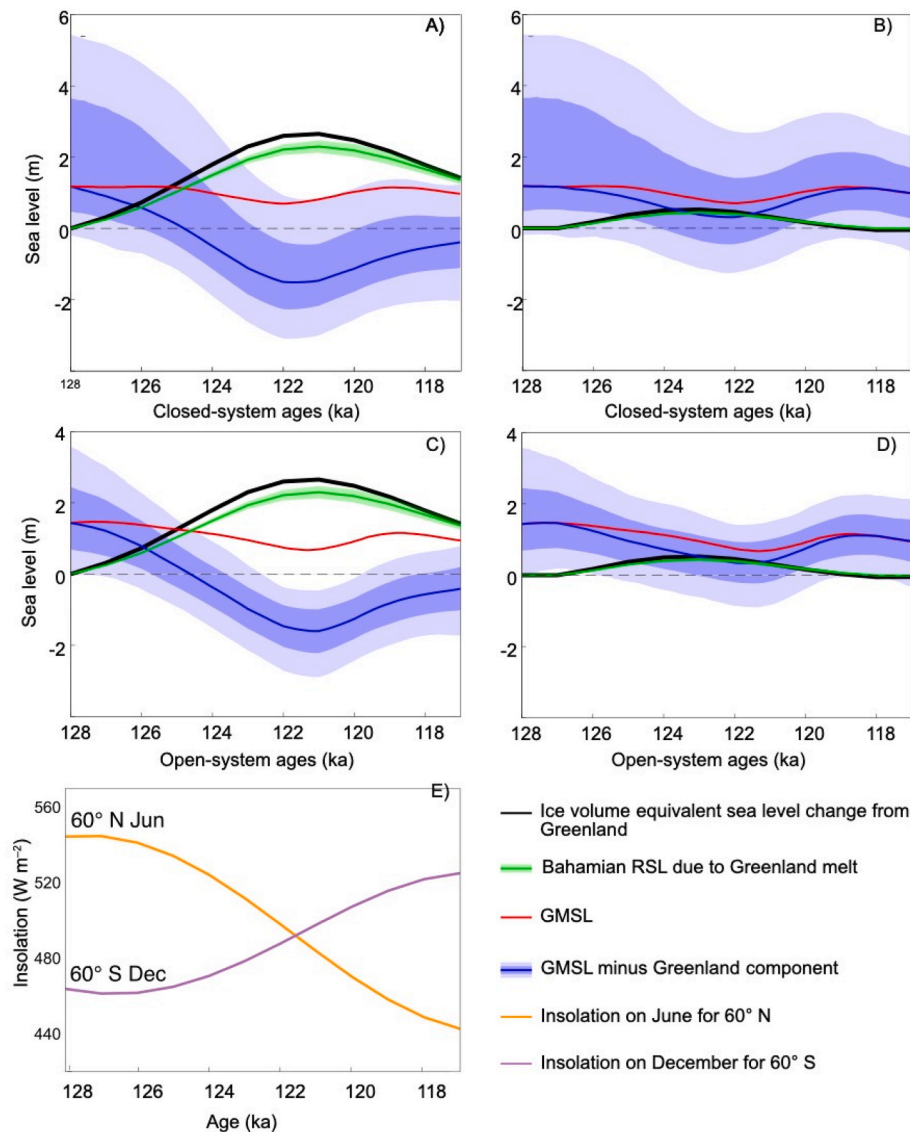 A)
B)
6
4
2
0
-2
Sea level (m)
128
126
124
122
120
118
Closed-system ages (ka)
6
4
2
0
-2
128
126
124
122
120
118
Closed-system ages (ka)
C)
D)
4
2
0
-2
Sea level (m)
128
126
124
122
120
118
Open-system ages (ka)
4
2
0
-2
128
126
124
122
120
118
Open-system ages (ka)
E)
560
520
480
440
Insolation (W m⁻²)
60° N Jun
60° S Dec
128
126
124
122
120
118
Age (ka)
Ice volume equivalent sea level change from
Greenland
Bahamian RSL due to Greenland melt
GMSL
GMSL minus Greenland component
Insolation on June for 60° N
Insolation on December for 60° S